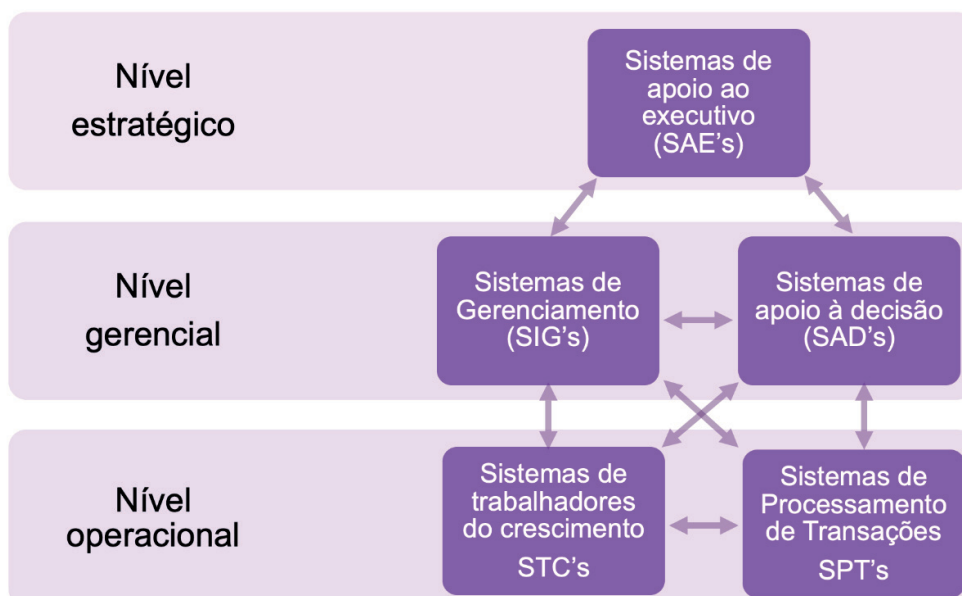 Nível
estratégico
Sistemas de
apoio ao
executivo
(SAE's)
Nível
gerencial
Sistemas de
Gerenciamento
(SIG's)
Sistemas de
apoio à decisão
(SAD's)
Nível
operacional
Sistemas de
trabalhadores
do crescimento
STC's
Sistemas de
Processamento
de Transações
SPT's